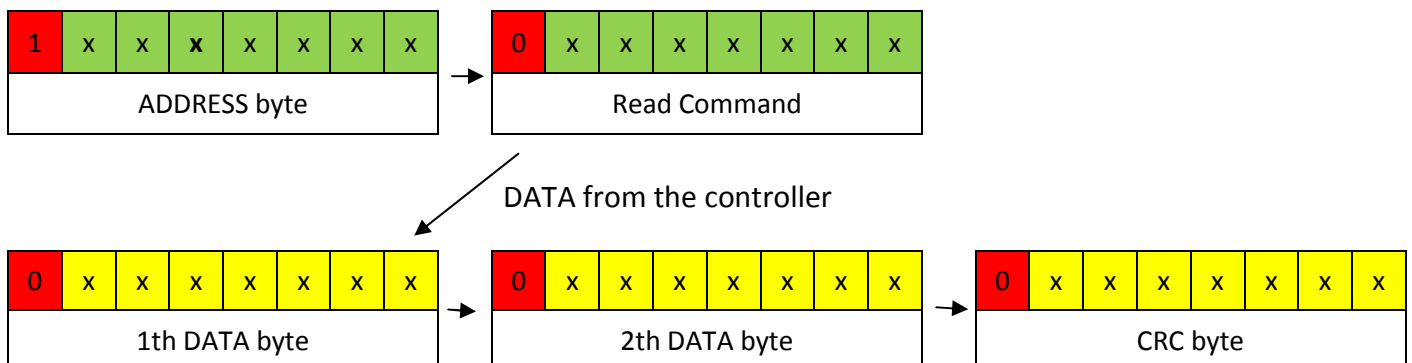 1 x x x x x x x 0 x x x x x x x
ADDRESS byte Read Command
DATA from the controller
0 x x x x x x x 0 x x x x x x x 0 x x x x x x x
1th DATA byte 2th DATA byte CRC byte